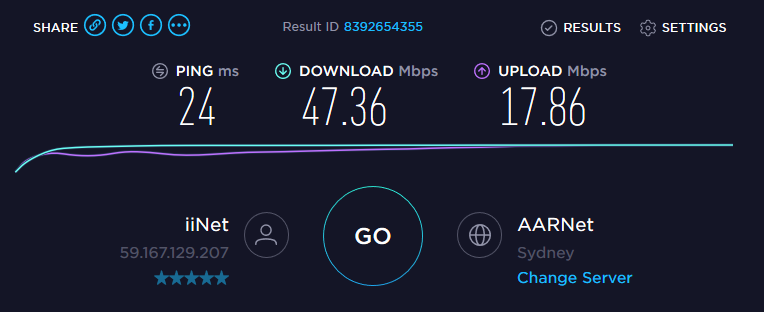 SHARE Result ID 8392654355 RESULTS SETTINGS
PING ms DOWNLOAD Mbps UPLOAD Mbps
24 47.36 17.86
iiNet GO AARNet
59.167.129.207 Sydney
Change Server